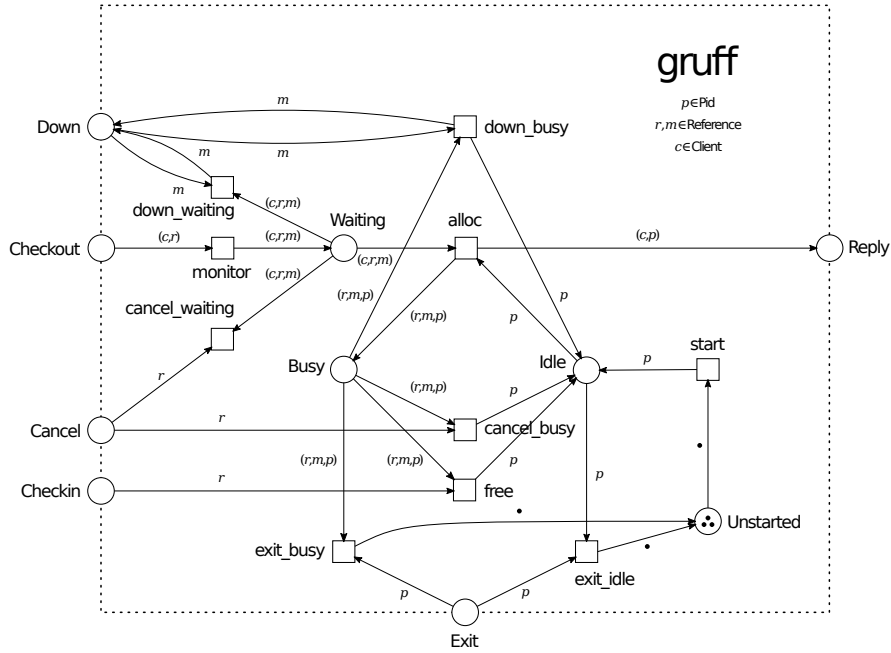 gruff
p∈Pid
r,m∈Reference
c∈Client
m
Down
down_busy
m
m
m
down_waiting
(c,r,m)
Waiting
alloc
Checkout
(c,r)
(c,r,m)
(c,p)
Reply
monitor
(c,r,m)
(c,r,m)
cancel_waiting
(r,m,p)
p
(r,m,p)
p
start
Busy
Idle
p
r
(r,m,p)
p
Cancel
r
cancel_busy
(r,m,p)
(r,m,p)
p
p
Checkin
r
free
Unstarted
exit_busy
exit_idle
p
p
Exit